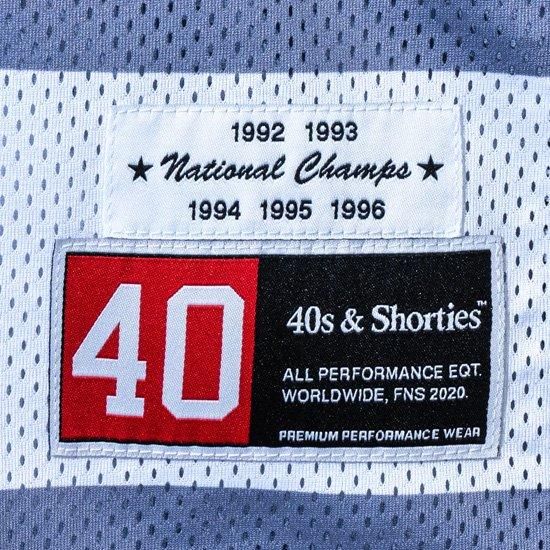 1992 1993
★ National Champs ★
1994 1995 1996
40
40s & Shorties™
ALL PERFORMANCE EQT.
WORLDWIDE, FNS 2020.
PREMIUM PERFORMANCE WEAR